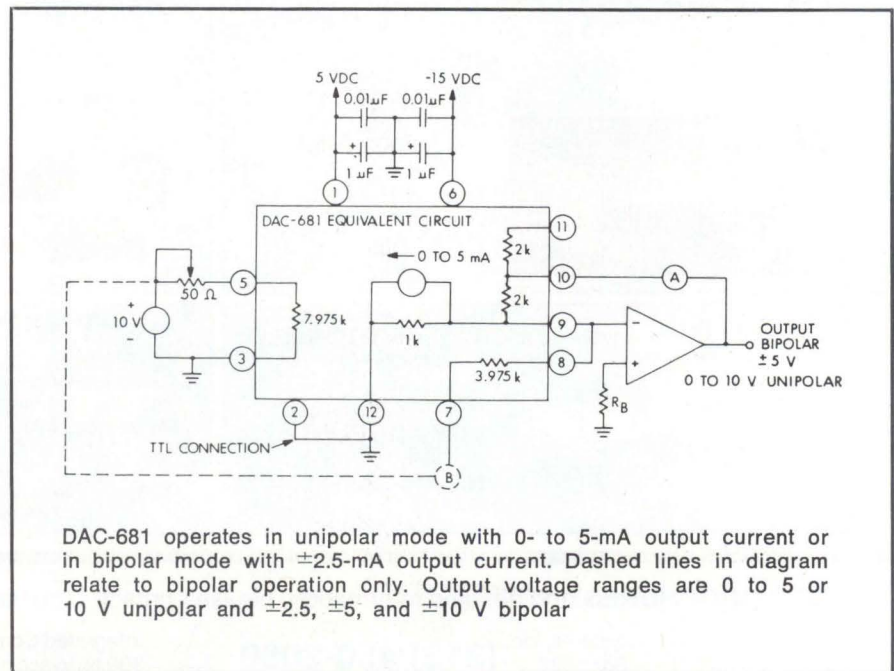 5 VDC
-15 VDC
0.01µF
0.01µF
+
+
1 µF
1 µF
1
6
DAC-681 EQUIVALENT CIRCUIT
11
← 0 TO 5 mA
2k
10
A
50 Ω
5
2k
+
10 V
-
7.975k
1k
9
-
OUTPUT
BIPOLAR
± 5 V
0 TO 10 V UNIPOLAR
3
3.975k
8
+
R_B
2
12
7
TTL CONNECTION
B
DAC-681 operates in unipolar mode with 0- to 5-mA output current or
in bipolar mode with ±2.5-mA output current. Dashed lines in diagram
relate to bipolar operation only. Output voltage ranges are 0 to 5 or
10 V unipolar and ±2.5, ±5, and ±10 V bipolar